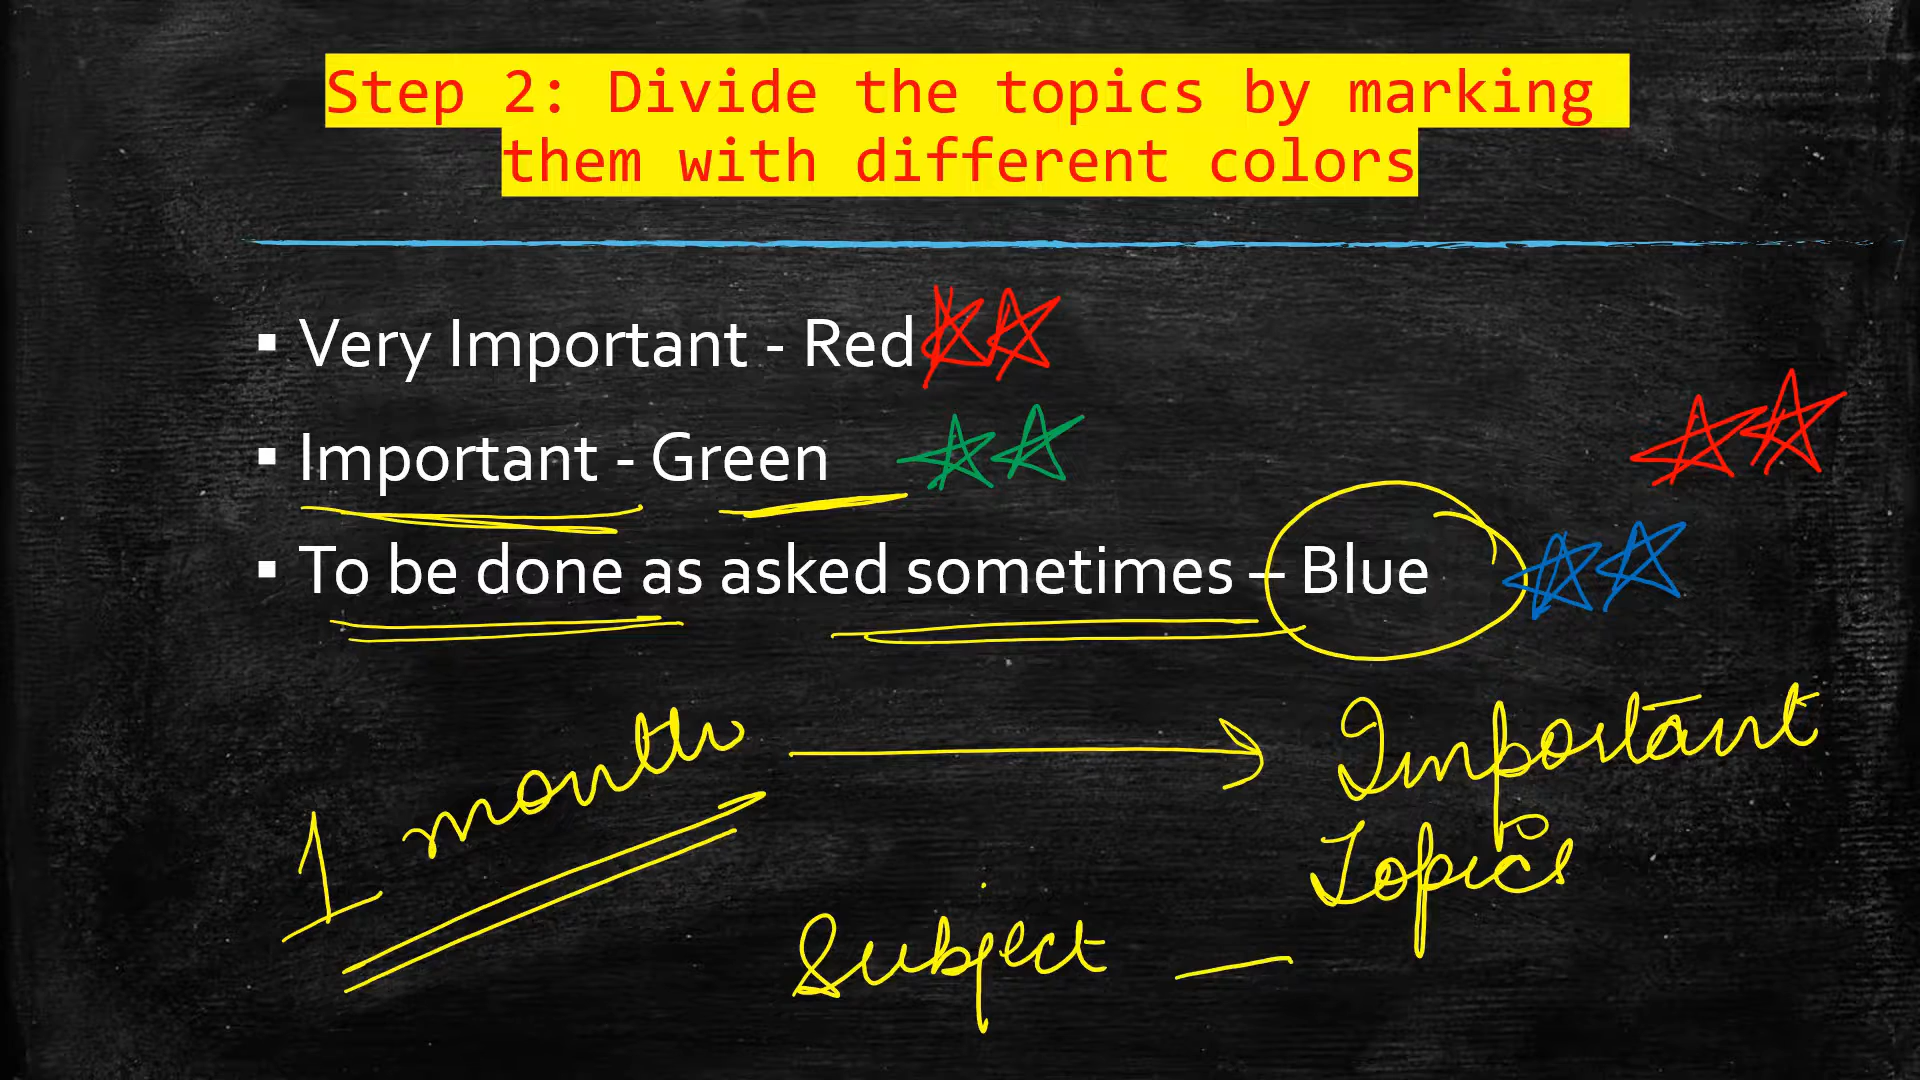 Step 2: Divide the topics by marking
them with different colors
▪ Very Important - Red
▪ Important - Green
▪ To be done as asked sometimes – Blue
1 month
Important
Topics
Subject —